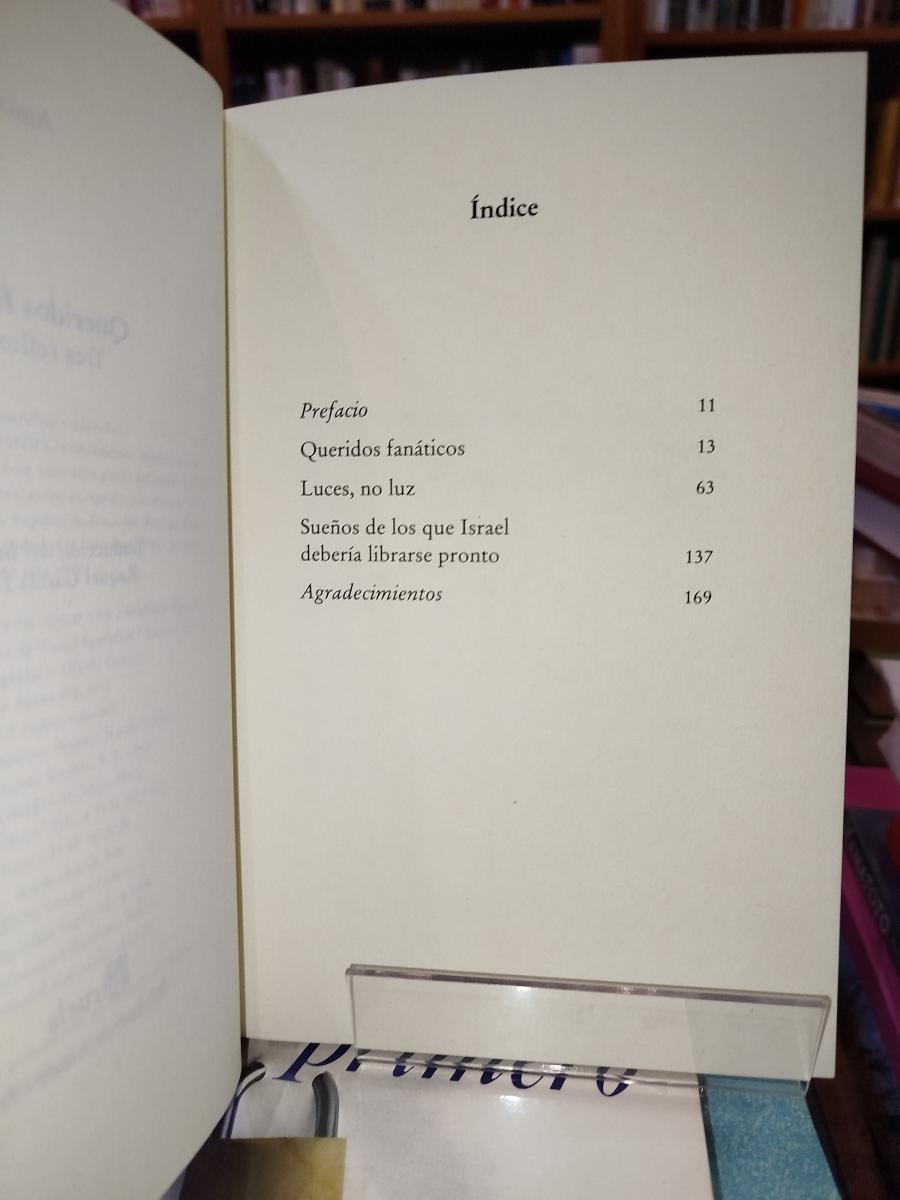 Índice
Prefacio 11
Queridos fanáticos 13
Luces, no luz 63
Sueños de los que Israel
debería librarse pronto 137
Agradecimientos 169
Primero